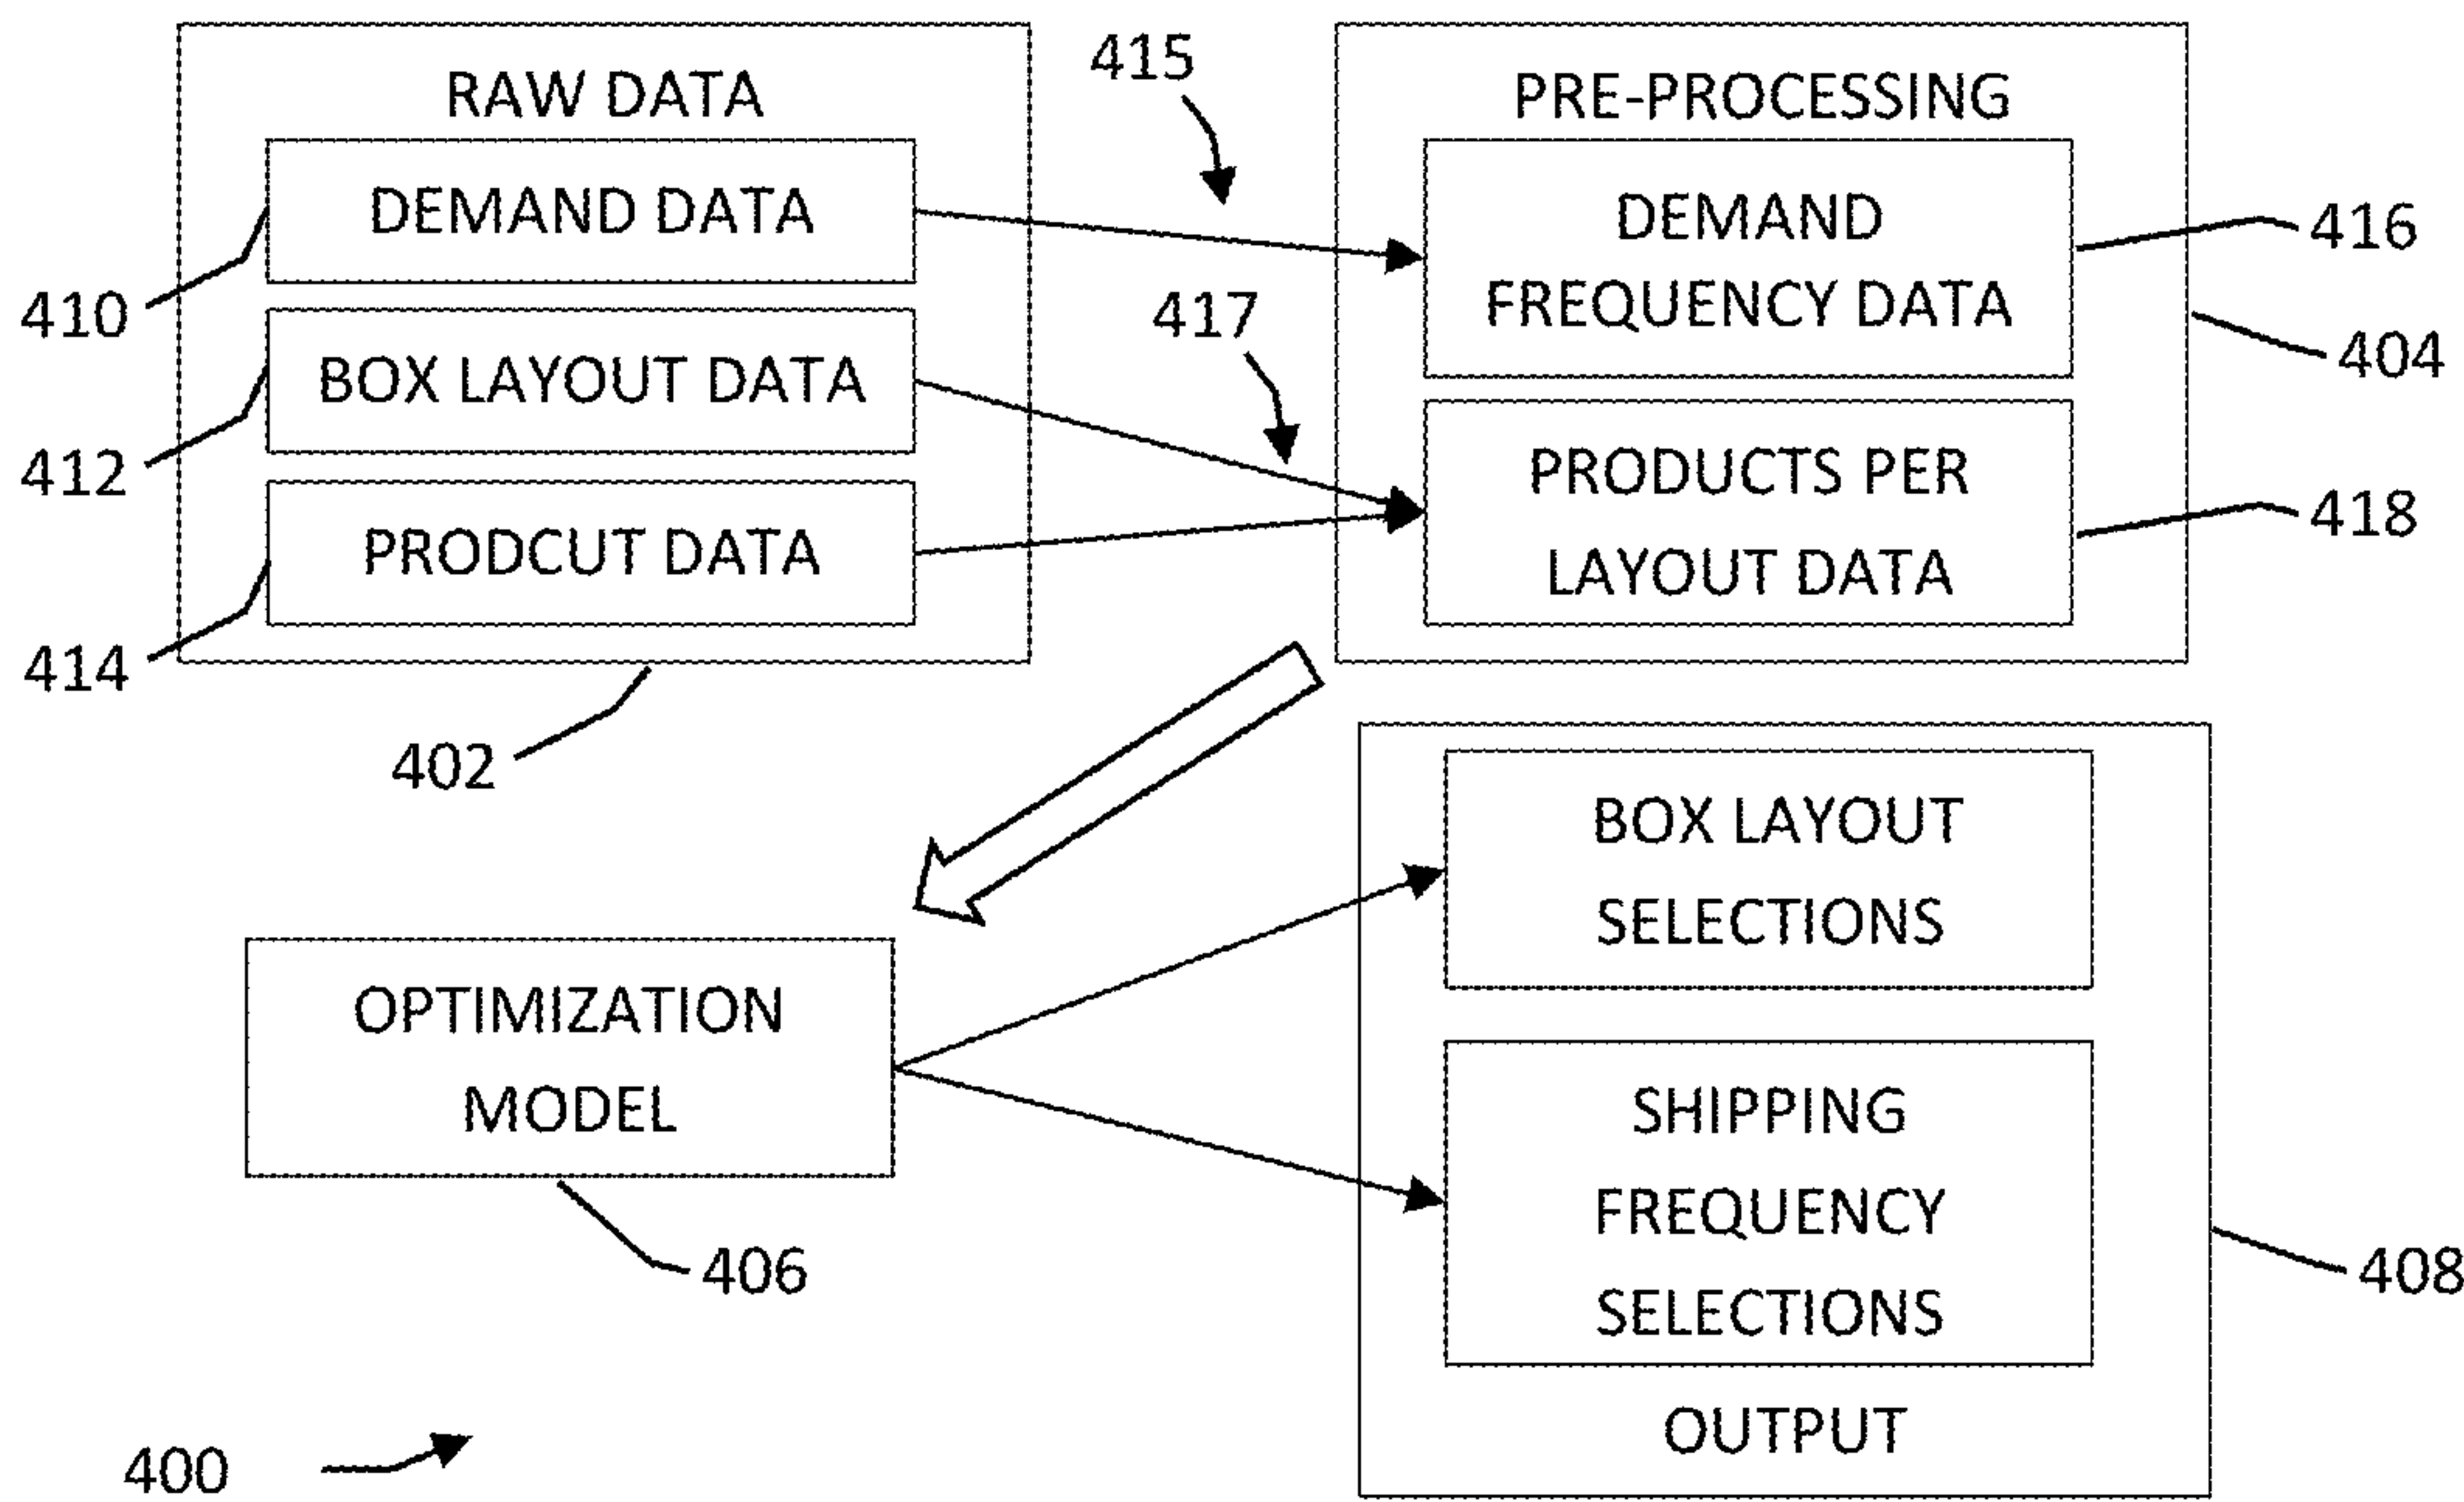 RAW DATA
DEMAND DATA
BOX LAYOUT DATA
PRODCUT DATA
410
412
414
402
415
417
PRE-PROCESSING
DEMAND
FREQUENCY DATA
PRODUCTS PER
LAYOUT DATA
416
404
418
OPTIMIZATION
MODEL
406
BOX LAYOUT
SELECTIONS
SHIPPING
FREQUENCY
SELECTIONS
OUTPUT
408
400